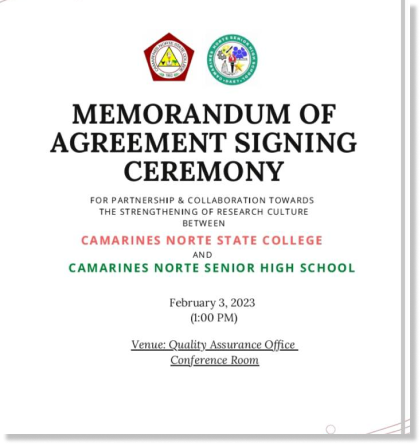 MEMORANDUM OF
AGREEMENT SIGNING
CEREMONY
FOR PARTNERSHIP & COLLABORATION TOWARDS
THE STRENGTHENING OF RESEARCH CULTURE
BETWEEN
CAMARINES NORTE STATE COLLEGE
AND
CAMARINES NORTE SENIOR HIGH SCHOOL
February 3, 2023
(1:00 PM)
Venue: Quality Assurance Office
Conference Room